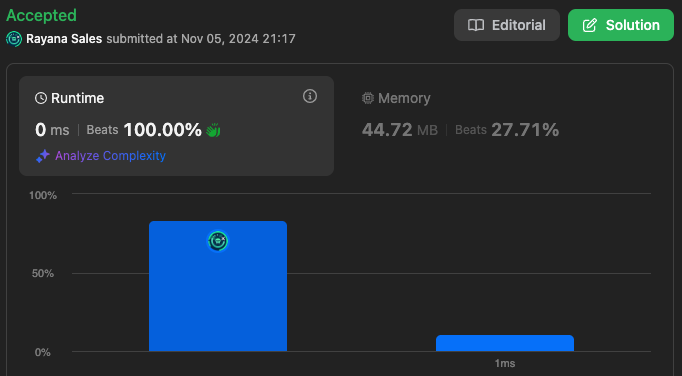 Accepted
Rayana Sales submitted at Nov 05, 2024 21:17
Editorial
Solution
Runtime
0 ms | Beats 100.00%
Analyze Complexity
Memory
44.72 MB | Beats 27.71%
100%
50%
0%
1ms